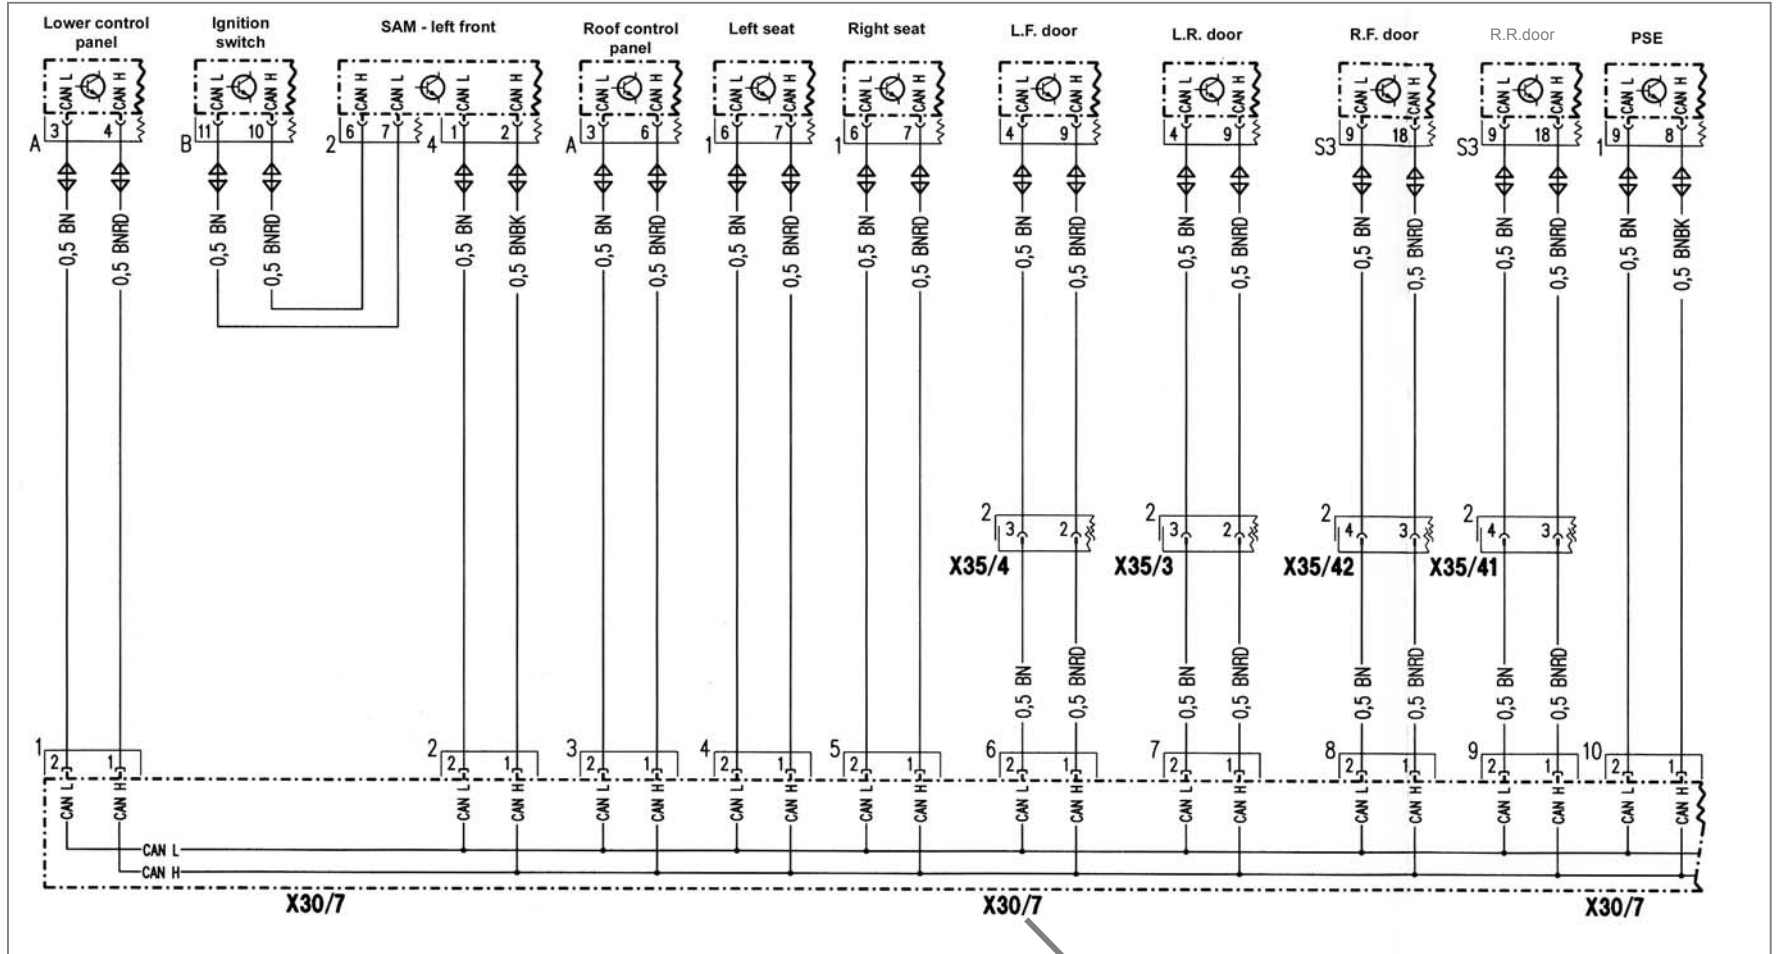 Lower control
panel
Ignition
switch
SAM - left front
Roof control
panel
Left seat
Right seat
L.F. door
L.R. door
R.F. door
R.R.door
PSE
CAN L CAN H
CAN L CAN H
CAN H CAN L CAN L CAN H
CAN L CAN H
CAN L CAN H
CAN L CAN H
CAN L CAN H
CAN L CAN H
CAN L CAN H
CAN L CAN H
CAN L CAN H
A 3 4
B 11 10
2 6 7
4 1 2
A 3 6
1 6 7
1 6 7
4 9
4 9
S3 9 18
S3 9 18
1 9 8
0,5 BN 0,5 BNRD
0,5 BN 0,5 BNRD
0,5 BN 0,5 BNBK
0,5 BN 0,5 BNRD
0,5 BN 0,5 BNRD
0,5 BN 0,5 BNRD
0,5 BN 0,5 BNRD
0,5 BN 0,5 BNRD
0,5 BN 0,5 BNRD
0,5 BN 0,5 BNRD
0,5 BN 0,5 BNBK
2 3 2
X35/4
2 3 2
X35/3
2 4 3
X35/42
2 4 3
X35/41
0,5 BN 0,5 BNRD
0,5 BN 0,5 BNRD
0,5 BN 0,5 BNRD
0,5 BN 0,5 BNRD
1 2 1
2 2 1
3 2 1
4 2 1
5 2 1
6 2 1
7 2 1
8 2 1
9 2 1
10 2 1
CAN L CAN H
CAN L CAN H
CAN L CAN H
CAN L CAN H
CAN L CAN H
CAN L CAN H
CAN L CAN H
CAN L CAN H
CAN L CAN H
CAN L CAN H
CAN L
CAN H
X30/7
X30/7
X30/7